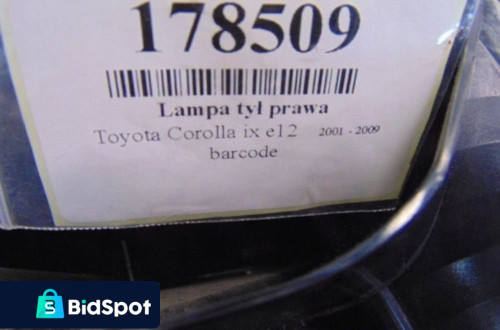 178509
Lampa tył prawa
Toyota Corolla ix e12 2001 - 2009
barcode
BidSpot